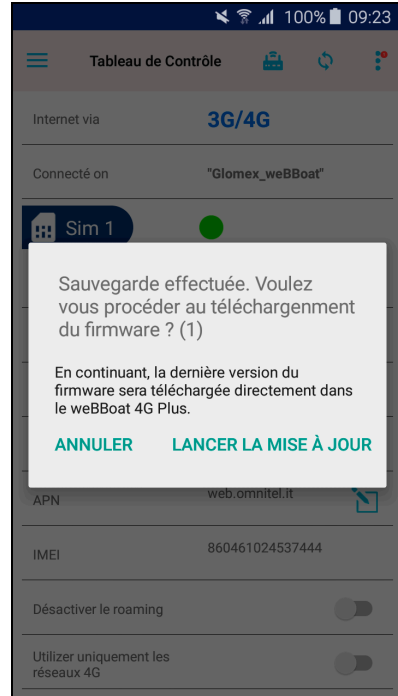 100% 09:23
Tableau de Contrôle
Internet via 3G/4G
Connecté on "Glomex_weBBoat"
Sim 1
Sauvegarde effectuée. Voulez
vous procéder au téléchargenment
du firmware ? (1)
En continuant, la dernière version du
firmware sera téléchargée directement dans
le weBBoat 4G Plus.
ANNULER LANCER LA MISE À JOUR
APN web.omnitel.it
IMEI 860461024537444
Désactiver le roaming
Utiliser uniquement les
réseaux 4G